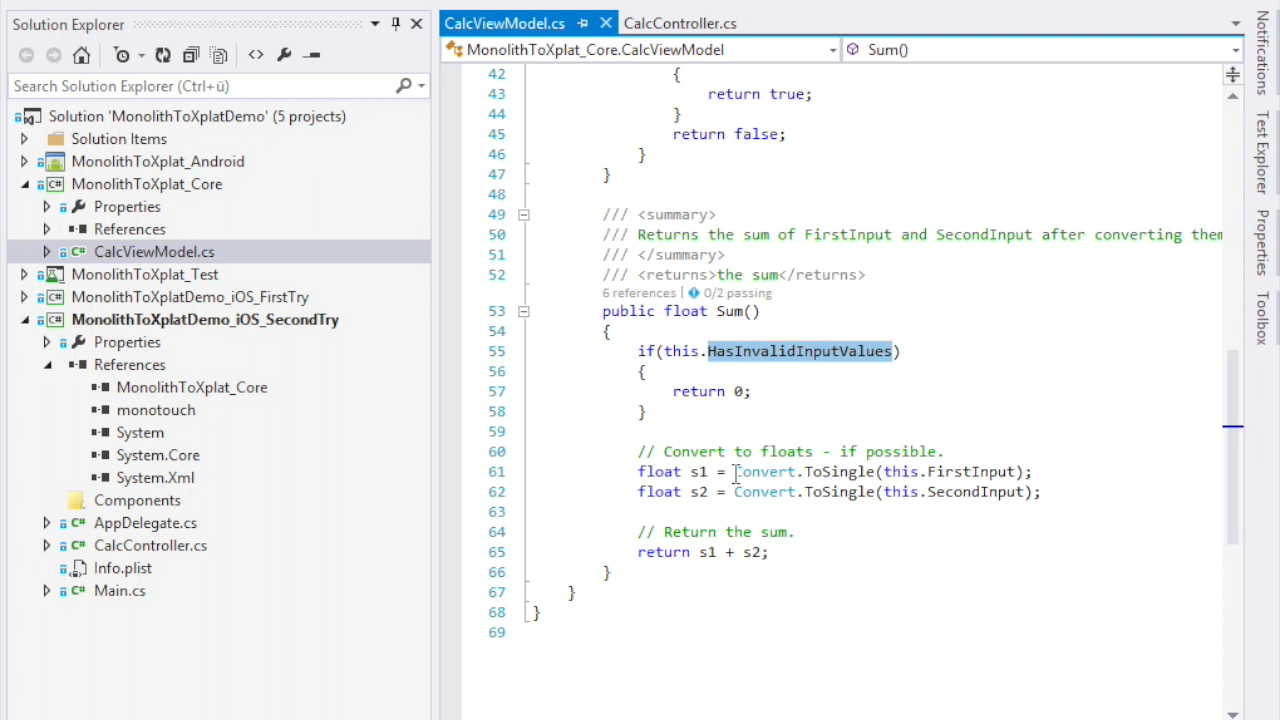 Solution Explorer
Search Solution Explorer (Ctrl+ü)
Solution 'MonolithToXplatDemo' (5 projects)
Solution Items
MonolithToXplat_Android
MonolithToXplat_Core
Properties
References
CalcViewModel.cs
MonolithToXplat_Test
MonolithToXplatDemo_iOS_FirstTry
MonolithToXplatDemo_iOS_SecondTry
Properties
References
MonolithToXplat_Core
monotouch
System
System.Core
System.Xml
Components
AppDelegate.cs
CalcController.cs
Info.plist
Main.cs
CalcViewModel.cs
CalcController.cs
MonolithToXplat_Core.CalcViewModel
Sum()
42 {
43 return true;
44 }
45 return false;
46 }
47 }
48
49 /// <summary>
50 /// Returns the sum of FirstInput and SecondInput after converting them
51 /// </summary>
52 /// <returns>the sum</returns>
6 references | 0/2 passing
53 public float Sum()
54 {
55 if(this.HasInvalidInputValues)
56 {
57 return 0;
58 }
59
60 // Convert to floats - if possible.
61 float s1 = Convert.ToSingle(this.FirstInput);
62 float s2 = Convert.ToSingle(this.SecondInput);
63
64 // Return the sum.
65 return s1 + s2;
66 }
67 }
68 }
69
Notifications
Test Explorer
Properties
Toolbox